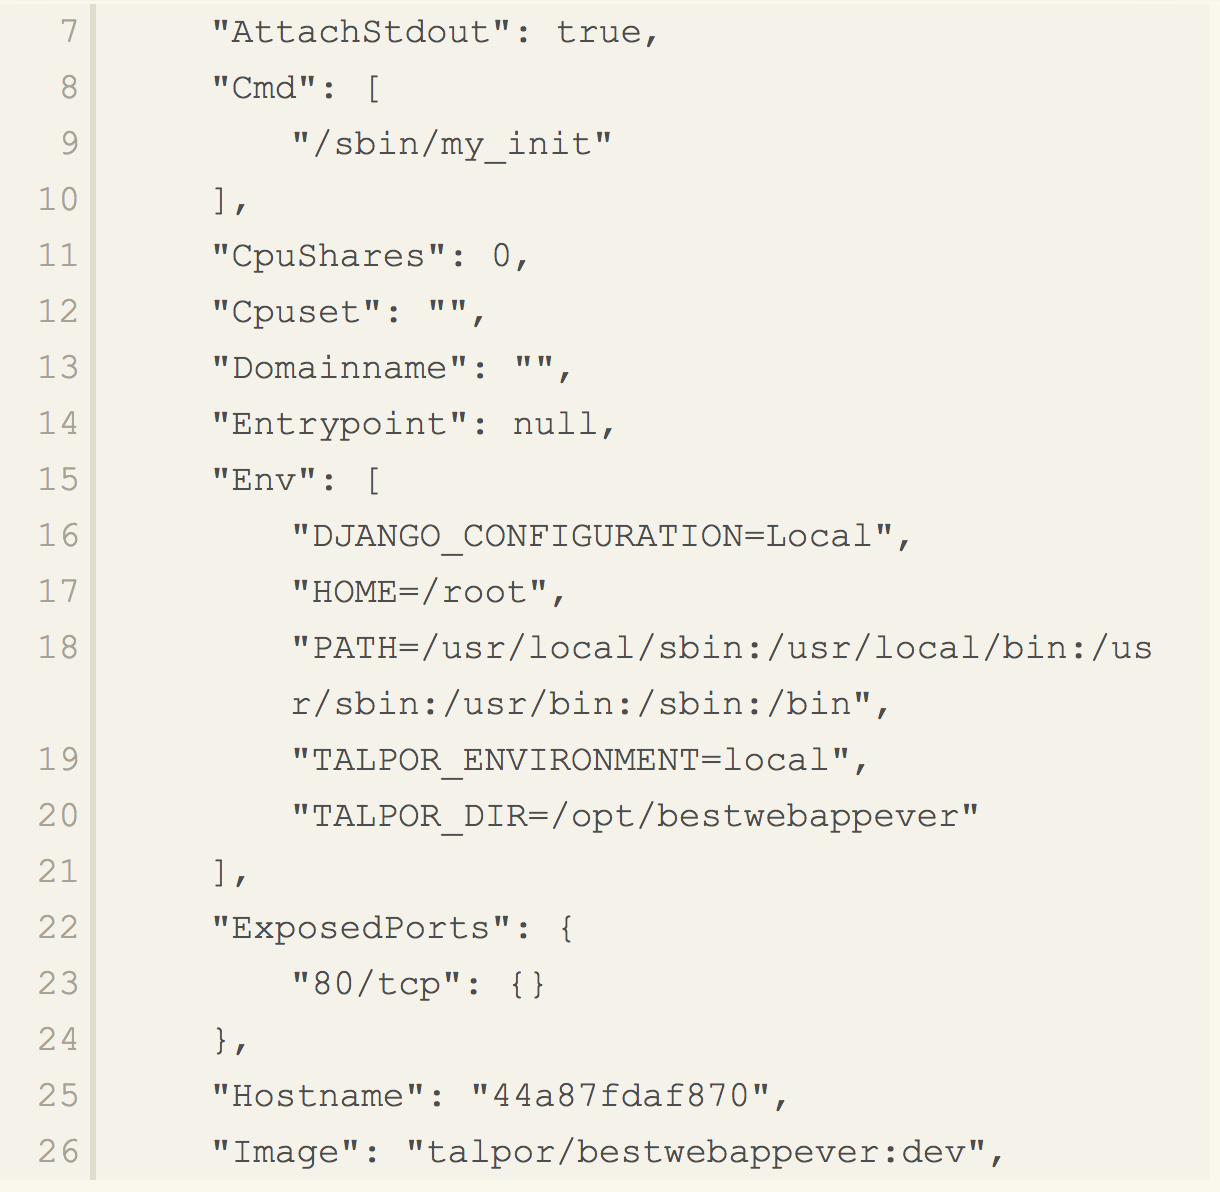 7 "AttachStdout": true,
8 "Cmd": [
9 "/sbin/my_init"
10 ],
11 "CpuShares": 0,
12 "Cpuset": "",
13 "Domainname": "",
14 "Entrypoint": null,
15 "Env": [
16 "DJANGO_CONFIGURATION=Local",
17 "HOME=/root",
18 "PATH=/usr/local/sbin:/usr/local/bin:/us
r/sbin:/usr/bin:/sbin:/bin",
19 "TALPOR_ENVIRONMENT=local",
20 "TALPOR_DIR=/opt/bestwebappever"
21 ],
22 "ExposedPorts": {
23 "80/tcp": {}
24 },
25 "Hostname": "44a87fdaf870",
26 "Image": "talpor/bestwebappever:dev",